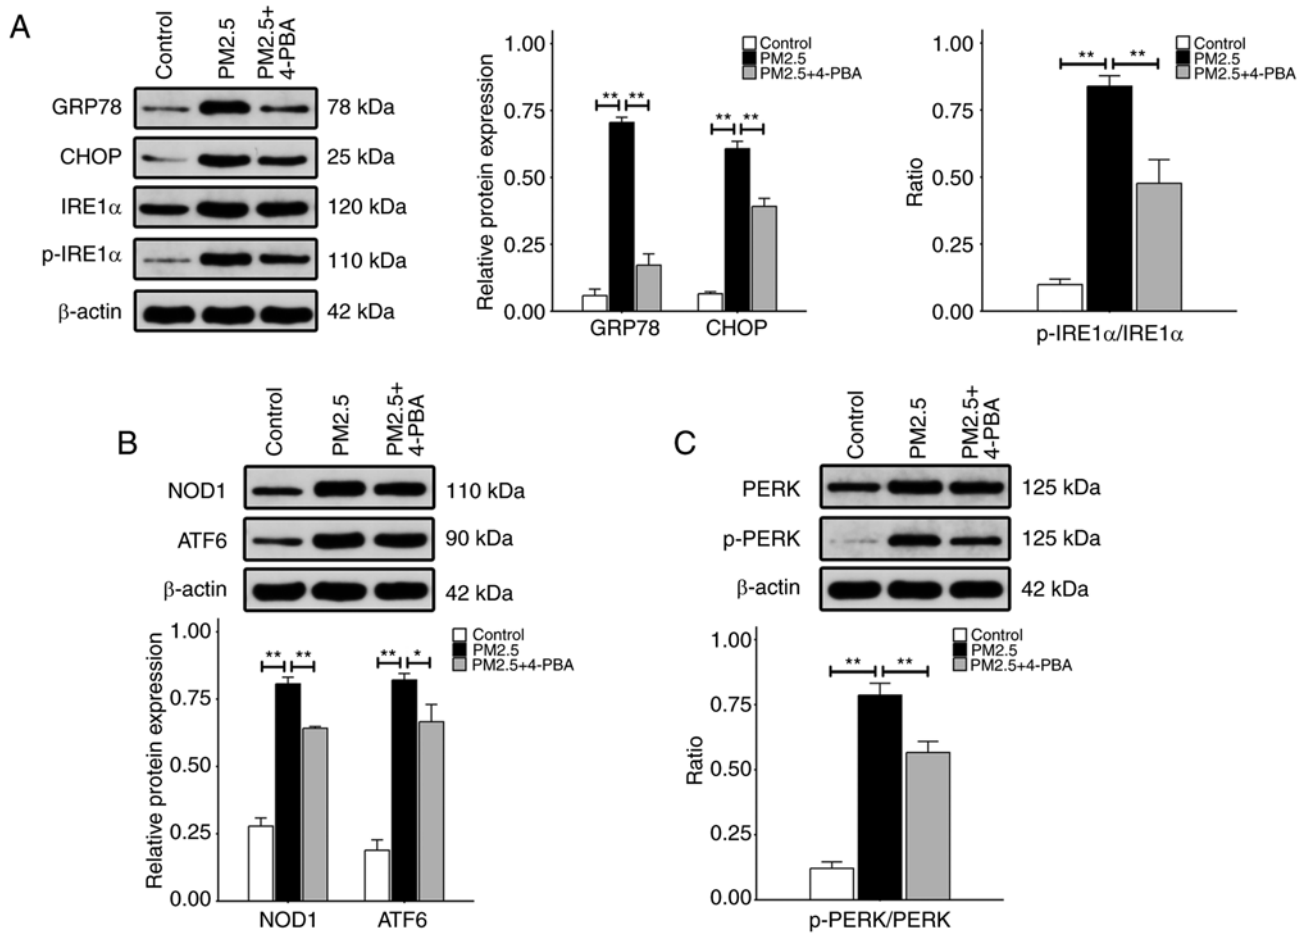 A
Control
PM2.5
PM2.5+
4-PBA
GRP78
78 kDa
CHOP
25 kDa
IRE1α
120 kDa
p-IRE1α
110 kDa
β-actin
42 kDa
Relative protein expression
1.00
0.75
0.50
0.25
0.00
Control
PM2.5
PM2.5+4-PBA
** **
** **
GRP78
CHOP
Ratio
1.00
0.75
0.50
0.25
0.00
Control
PM2.5
PM2.5+4-PBA
** **
p-IRE1α/IRE1α
B
Control
PM2.5
PM2.5+
4-PBA
NOD1
110 kDa
ATF6
90 kDa
β-actin
42 kDa
Relative protein expression
1.00
0.75
0.50
0.25
0.00
Control
PM2.5
PM2.5+4-PBA
** **
** *
NOD1
ATF6
C
Control
PM2.5
PM2.5+
4-PBA
PERK
125 kDa
p-PERK
125 kDa
β-actin
42 kDa
Ratio
1.00
0.75
0.50
0.25
0.00
Control
PM2.5
PM2.5+4-PBA
** **
p-PERK/PERK